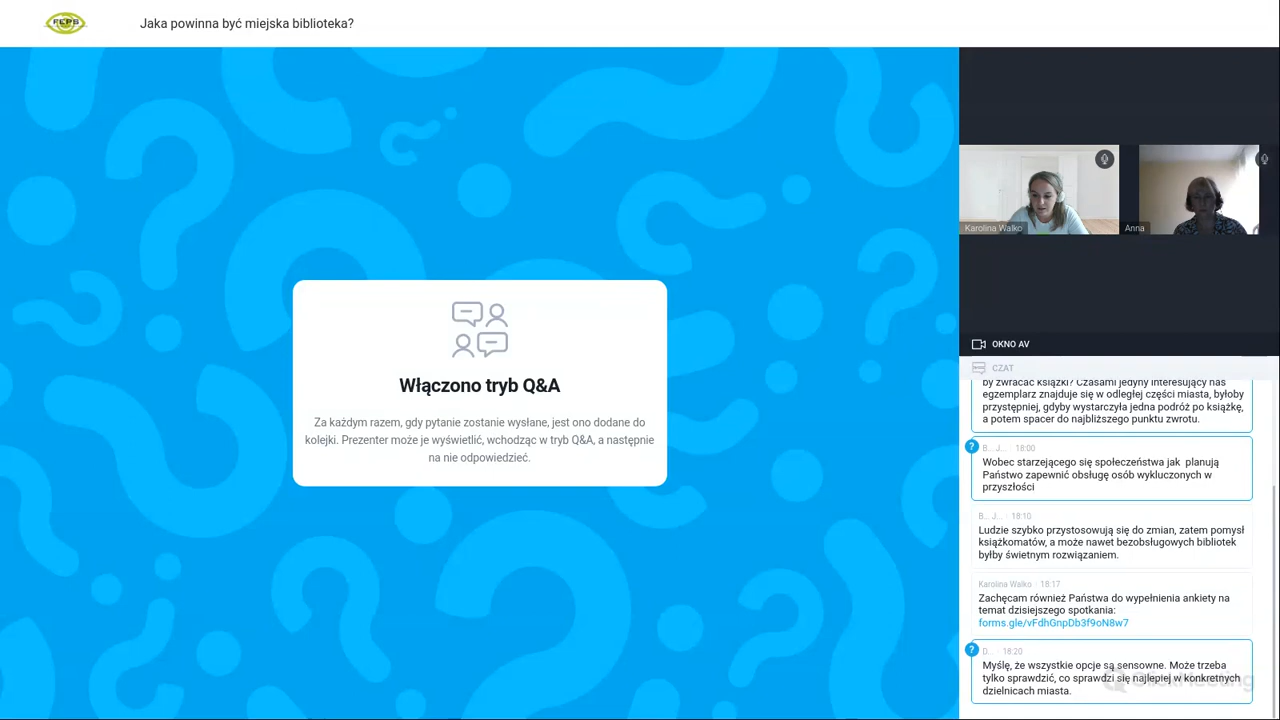 FEPS
Jaka powinna być miejska biblioteka?
Włączono tryb Q&A
Za każdym razem, gdy pytanie zostanie wysłane, jest ono dodane do
kolejki. Prezenter może je wyświetlić, wchodząc w tryb Q&A, a następnie
na nie odpowiedzieć.
Karolina Walko
Anna
OKNO AV
CZAT
by zwracać książki? Czasami jedyny interesujący nas
egzemplarz znajduje się w odległej części miasta, byłoby
przystępniej, gdyby wystarczyła jedna podróż po książkę,
a potem spacer do najbliższego punktu zwrotu.
?
B... J... · 18:00
Wobec starzejącego się społeczeństwa jak planują
Państwo zapewnić obsługę osób wykluczonych w
przyszłości
B... J... · 18:10
Ludzie szybko przystosowują się do zmian, zatem pomysł
książkomatów, a może nawet bezobsługowych bibliotek
byłby świetnym rozwiązaniem.
Karolina Walko · 18:17
Zachęcam również Państwa do wypełnienia ankiety na
temat dzisiejszego spotkania:
forms.gle/vFdhGnpDb3f9oN8w7
?
D... · 18:20
Myślę, że wszystkie opcje są sensowne. Może trzeba
tylko sprawdzić, co sprawdzi się najlepiej w konkretnych
dzielnicach miasta.